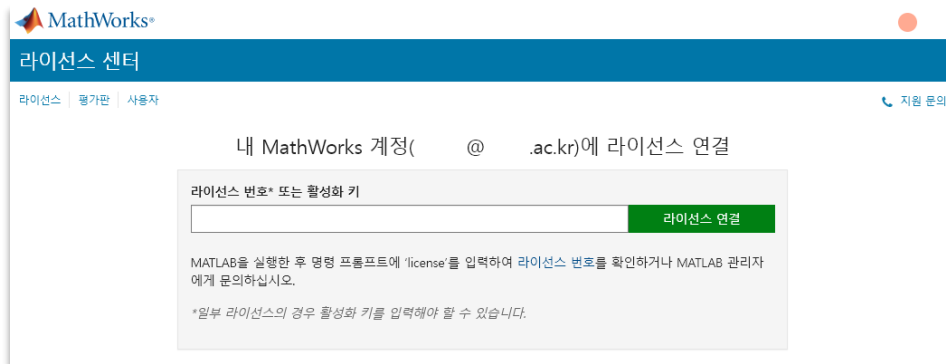 MathWorks®
라이선스 센터
라이선스 평가판 사용자 지원 문의
내 MathWorks 계정( @ .ac.kr)에 라이선스 연결
라이선스 번호* 또는 활성화 키
라이선스 연결
MATLAB을 실행한 후 명령 프롬프트에 'license'를 입력하여 라이선스 번호를 확인하거나 MATLAB 관리자
에게 문의하십시오.
*일부 라이선스의 경우 활성화 키를 입력해야 할 수 있습니다.